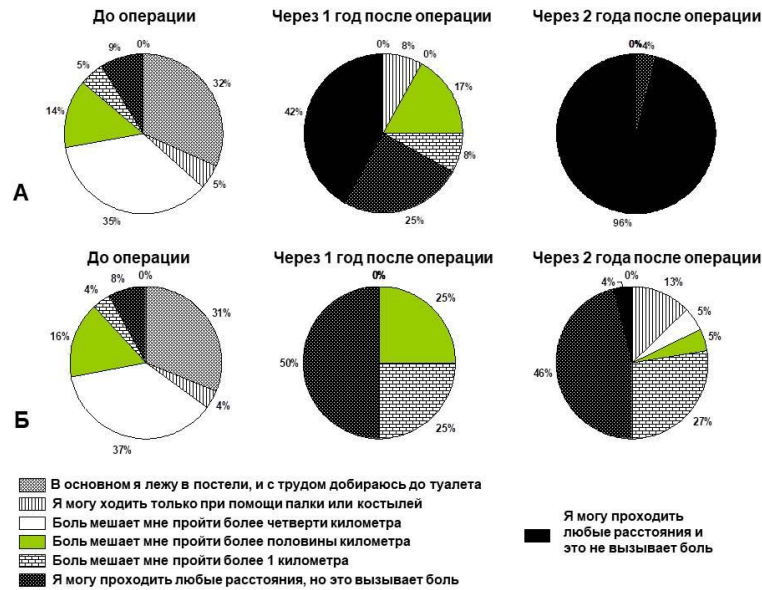 До операции
Через 1 год после операции
Через 2 года после операции
9%
0%
32%
5%
35%
14%
5%
0%
8%
0%
17%
8%
25%
42%
0%
4%
96%
А
До операции
Через 1 год после операции
Через 2 года после операции
8%
0%
31%
4%
37%
16%
4%
0%
25%
25%
50%
4%
0%
13%
5%
5%
27%
46%
Б
В основном я лежу в постели, и с трудом добираюсь до туалета
Я могу ходить только при помощи палки или костылей
Боль мешает мне пройти более четверти километра
Боль мешает мне пройти более половины километра
Боль мешает мне пройти более 1 километра
Я могу проходить любые расстояния, но это вызывает боль
Я могу проходить
любые расстояния и
это не вызывает боль